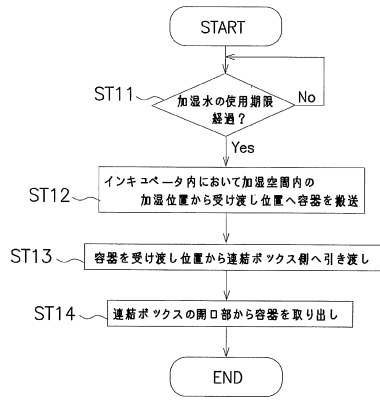 START
ST11
加湿水の使用期限
経過?
No
Yes
ST12
インキュベータ内において加湿空間内の
加湿位置から受け渡し位置へ容器を搬送
ST13
容器を受け渡し位置から連結ボックス側へ引き渡し
ST14
連結ボックスの開口部から容器を取り出し
END